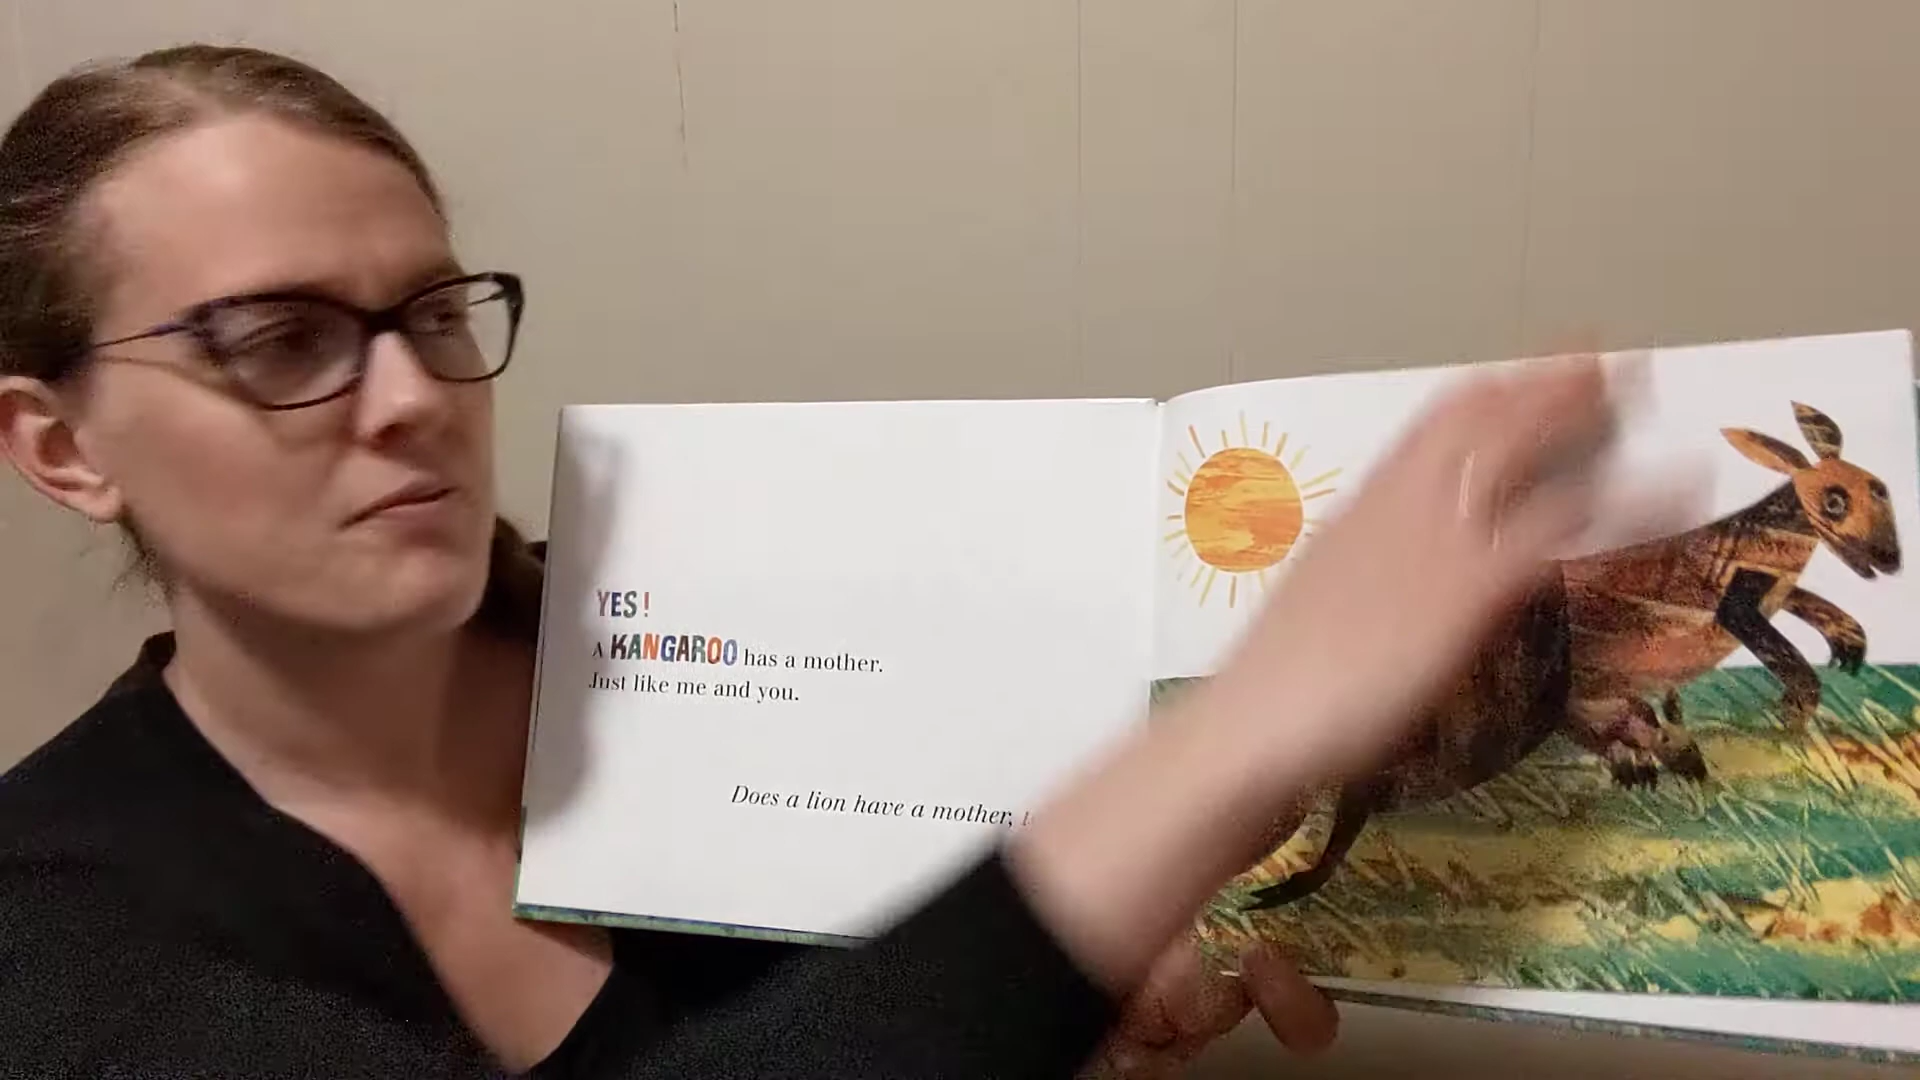 YES!
A KANGAROO has a mother.
Just like me and you.
Does a lion have a mother,